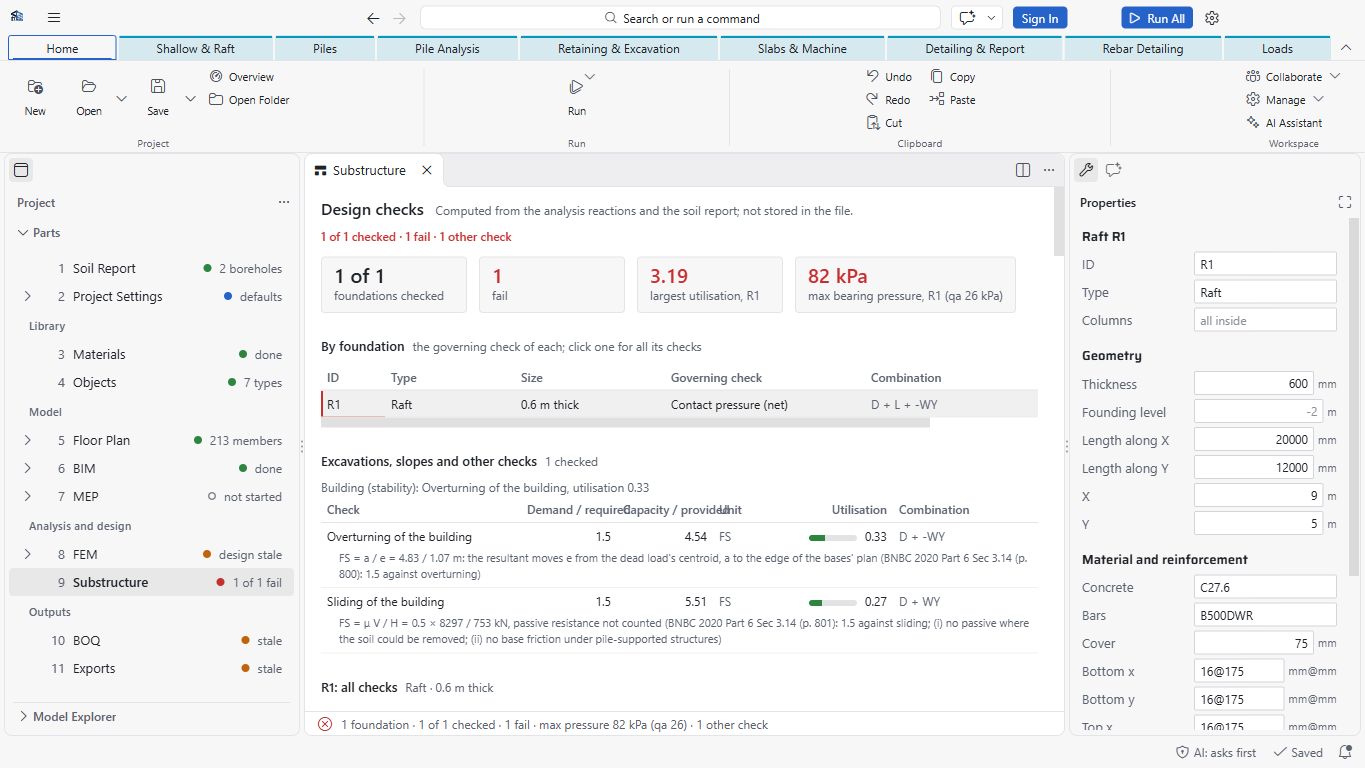 Search or run a command
Sign In
Run All
Home
Shallow & Raft
Piles
Pile Analysis
Retaining & Excavation
Slabs & Machine
Detailing & Report
Rebar Detailing
Loads
New
Open
Save
Overview
Open Folder
Project
Run
Run
Undo
Redo
Cut
Copy
Paste
Clipboard
Collaborate
Manage
AI Assistant
Workspace
Project
Parts
1 Soil Report 2 boreholes
2 Project Settings defaults
Library
3 Materials done
4 Objects 7 types
Model
5 Floor Plan 213 members
6 BIM done
7 MEP not started
Analysis and design
8 FEM design stale
9 Substructure 1 of 1 fail
Outputs
10 BOQ stale
11 Exports stale
Model Explorer
Substructure
Design checks Computed from the analysis reactions and the soil report; not stored in the file.
1 of 1 checked · 1 fail · 1 other check
1 of 1
foundations checked
1
fail
3.19
largest utilisation, R1
82 kPa
max bearing pressure, R1 (qa 26 kPa)
By foundation the governing check of each; click one for all its checks
ID Type Size Governing check Combination
R1 Raft 0.6 m thick Contact pressure (net) D + L + -WY
Excavations, slopes and other checks 1 checked
Building (stability): Overturning of the building, utilisation 0.33
Check Demand / required Capacity / provided Unit Utilisation Combination
Overturning of the building 1.5 4.54 FS 0.33 D + -WY
FS = a / e = 4.83 / 1.07 m: the resultant moves e from the dead load's centroid, a to the edge of the bases' plan (BNBC 2020 Part 6 Sec 3.14 (p.
800): 1.5 against overturning)
Sliding of the building 1.5 5.51 FS 0.27 D + WY
FS = μ V / H = 0.5 × 8297 / 753 kN, passive resistance not counted (BNBC 2020 Part 6 Sec 3.14 (p. 801): 1.5 against sliding; (i) no passive where
the soil could be removed; (ii) no base friction under pile-supported structures)
R1: all checks Raft · 0.6 m thick
1 foundation · 1 of 1 checked · 1 fail · max pressure 82 kPa (qa 26) · 1 other check
Properties
Raft R1
ID R1
Type Raft
Columns all inside
Geometry
Thickness 600 mm
Founding level -2 m
Length along X 20000 mm
Length along Y 12000 mm
X 9 m
Y 5 m
Material and reinforcement
Concrete C27.6
Bars B500DWR
Cover 75 mm
Bottom x 16@175 mm@mm
Bottom y 16@175 mm@mm
Top x 16@175 mm@mm
AI: asks first
Saved